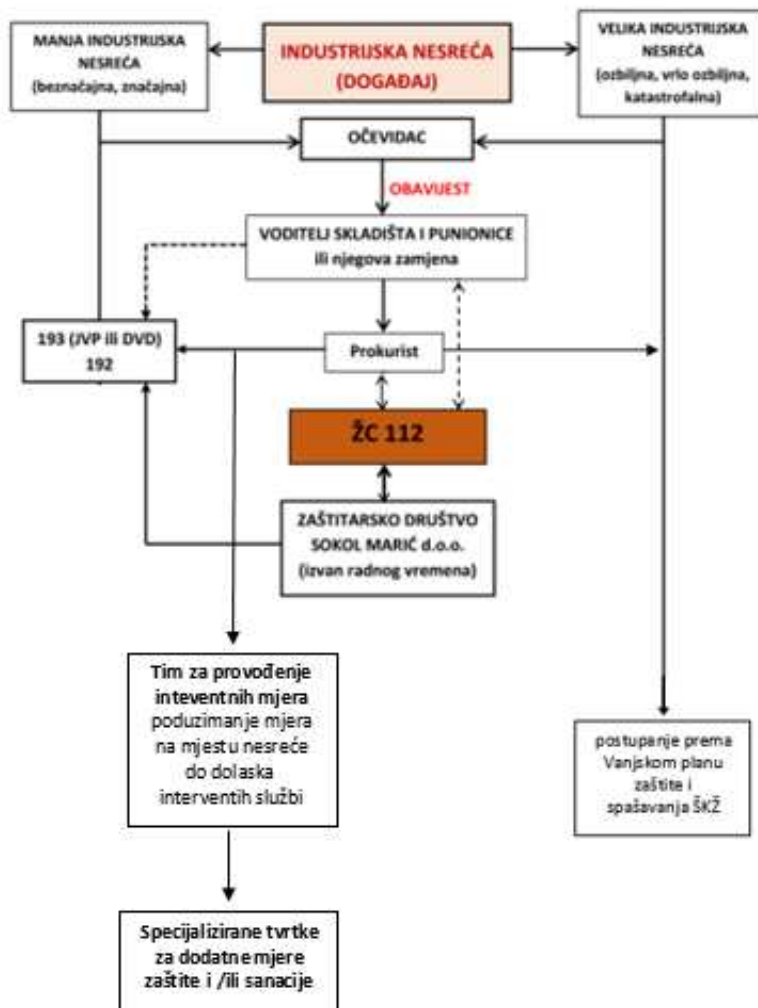 MANJA INDUSTRIJSKA
NESREĆA
(beznačajna, značajna)
INDUSTRIJSKA NESREĆA
(DOGAĐAJ)
VELIKA INDUSTRIJSKA
NESREĆA
(ozbiljna, vrlo ozbiljna,
katastrofalna)
OČEVIDAC
OBAVIJEST
VODITELJ SKLADIŠTA I PUNIONICE
ili njegova zamjena
193 (JVP ili DVD)
192
Prokurist
ŽC 112
ZAŠTITARSKO DRUŠTVO
SOKOL MARIĆ d.o.o.
(izvan radnog vremena)
Tim za provođenje
inteventnih mjera
poduzimanje mjera
na mjestu nesreće
do dolaska
interventih službi
postupanje prema
Vanjskom planu
zaštite i
spašavanja ŠKŽ
Specijalizirane tvrtke
za dodatne mjere
zaštite i /ili sanacije